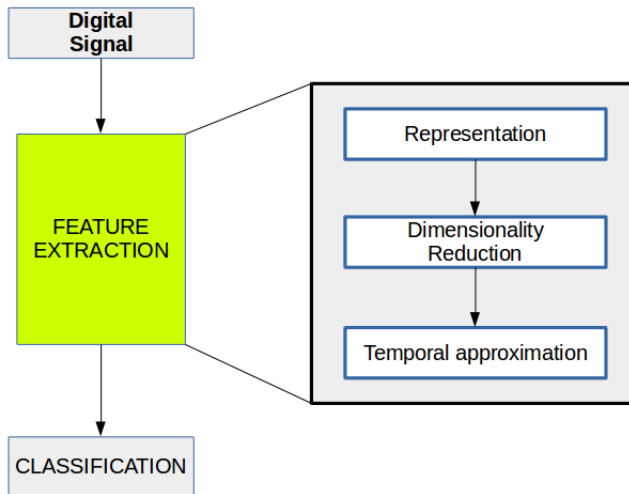 Digital
Signal
FEATURE
EXTRACTION
CLASSIFICATION
Representation
Dimensionality
Reduction
Temporal approximation